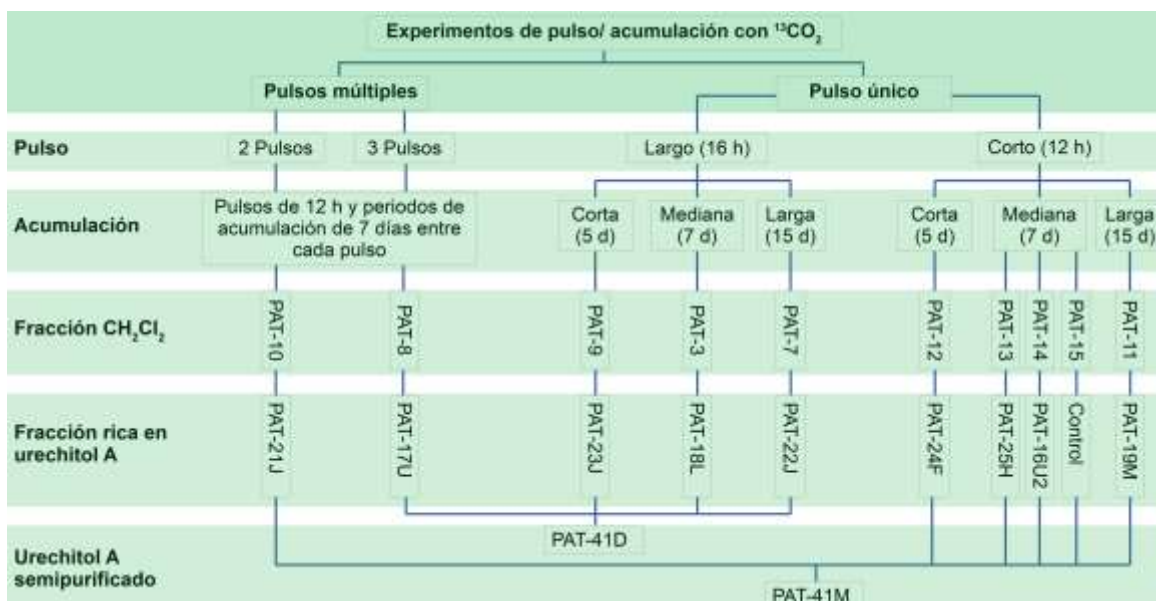 Experimentos de pulso/ acumulación con ¹³CO₂
Pulsos múltiples
Pulso único
Pulso
2 Pulsos
3 Pulsos
Largo (16 h)
Corto (12 h)
Acumulación
Pulsos de 12 h y periodos de
acumulación de 7 días entre
cada pulso
Corta
(5 d)
Mediana
(7 d)
Larga
(15 d)
Corta
(5 d)
Mediana
(7 d)
Larga
(15 d)
Fracción CH₂Cl₂
PAT-10
PAT-8
PAT-9
PAT-3
PAT-7
PAT-12
PAT-13
PAT-14
PAT-15
PAT-11
Fracción rica en
urechitol A
PAT-21J
PAT-17U
PAT-23J
PAT-18L
PAT-22J
PAT-24F
PAT-25H
PAT-16U2
Control
PAT-19M
PAT-41D
Urechitol A
semipurificado
PAT-41M